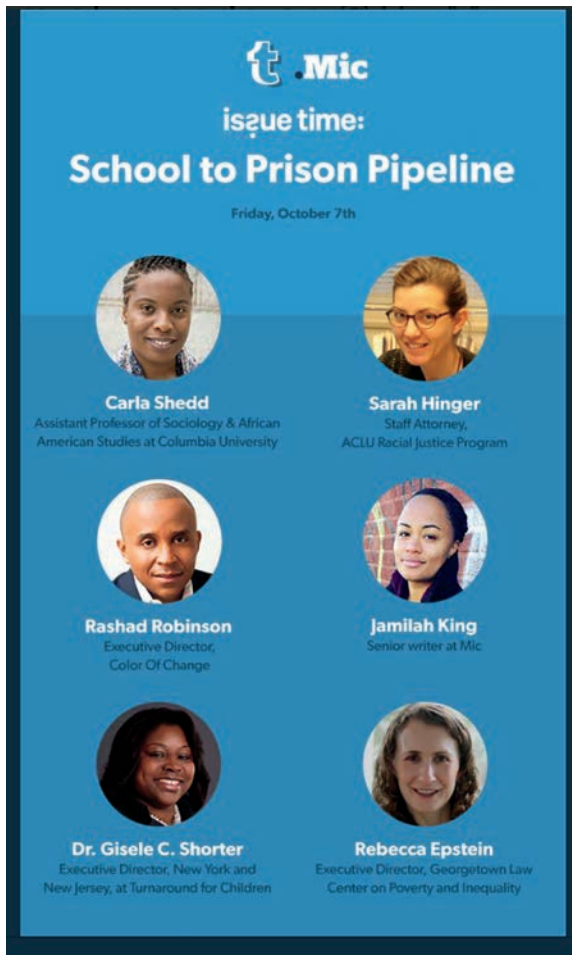 t .Mic
issue time:
School to Prison Pipeline
Friday, October 7th
Carla Shedd
Assistant Professor of Sociology & African
American Studies at Columbia University
Sarah Hinger
Staff Attorney,
ACLU Racial Justice Program
Rashad Robinson
Executive Director,
Color Of Change
Jamilah King
Senior writer at Mic
Dr. Gisele C. Shorter
Executive Director, New York and
New Jersey, at Turnaround for Children
Rebecca Epstein
Executive Director, Georgetown Law
Center on Poverty and Inequality